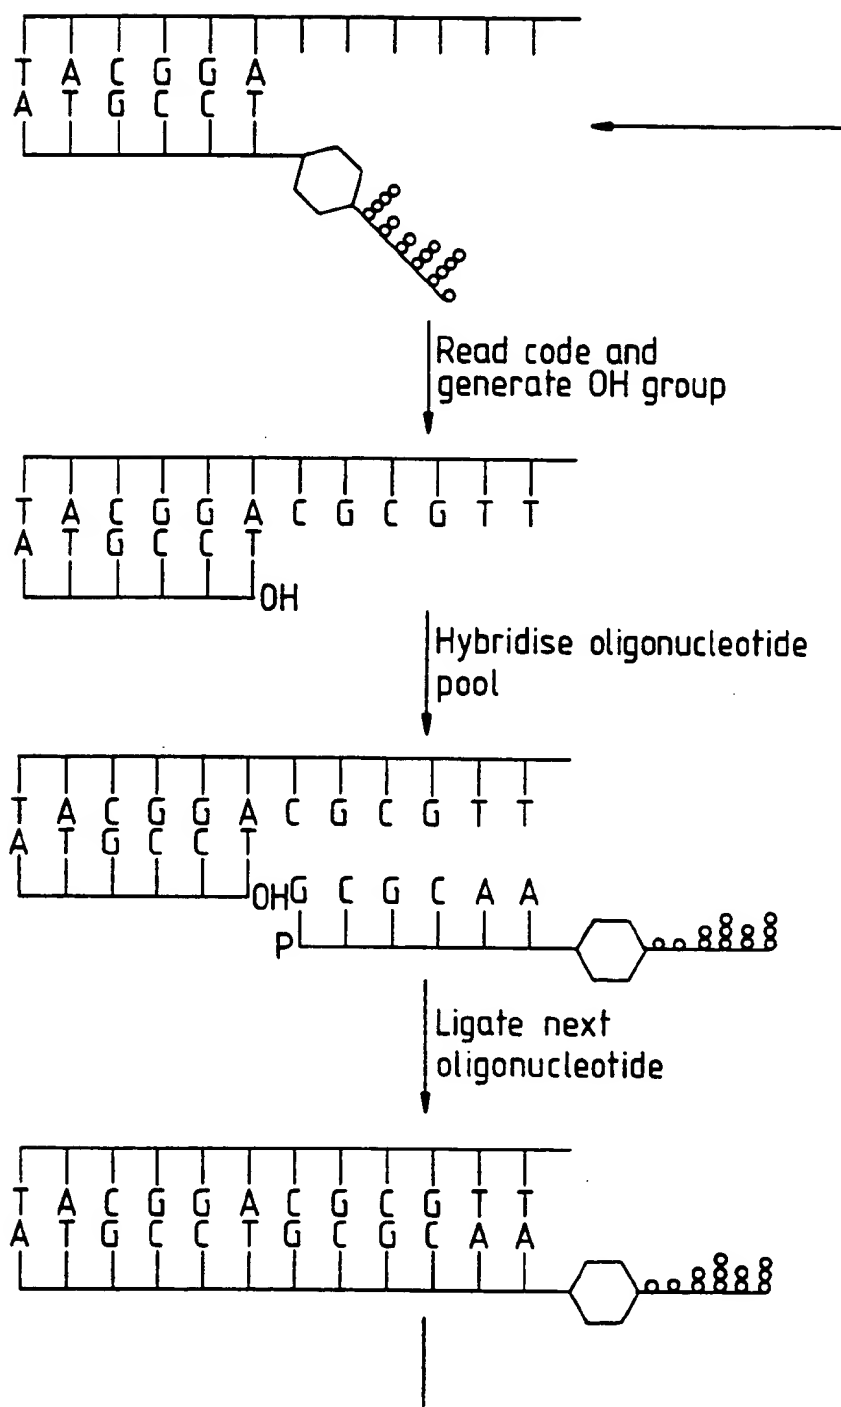 T A C G G A
A T G C C T
Read code and
generate OH group
T A C G G A C G C G T T
A T G C C T
OH
Hybridise oligonucleotide
pool
T A C G G A C G C G T T
A T G C C T
OH G C G C A A
P
Ligate next
oligonucleotide
T A C G G A C G C G T T
A T G C C T G C G C A A